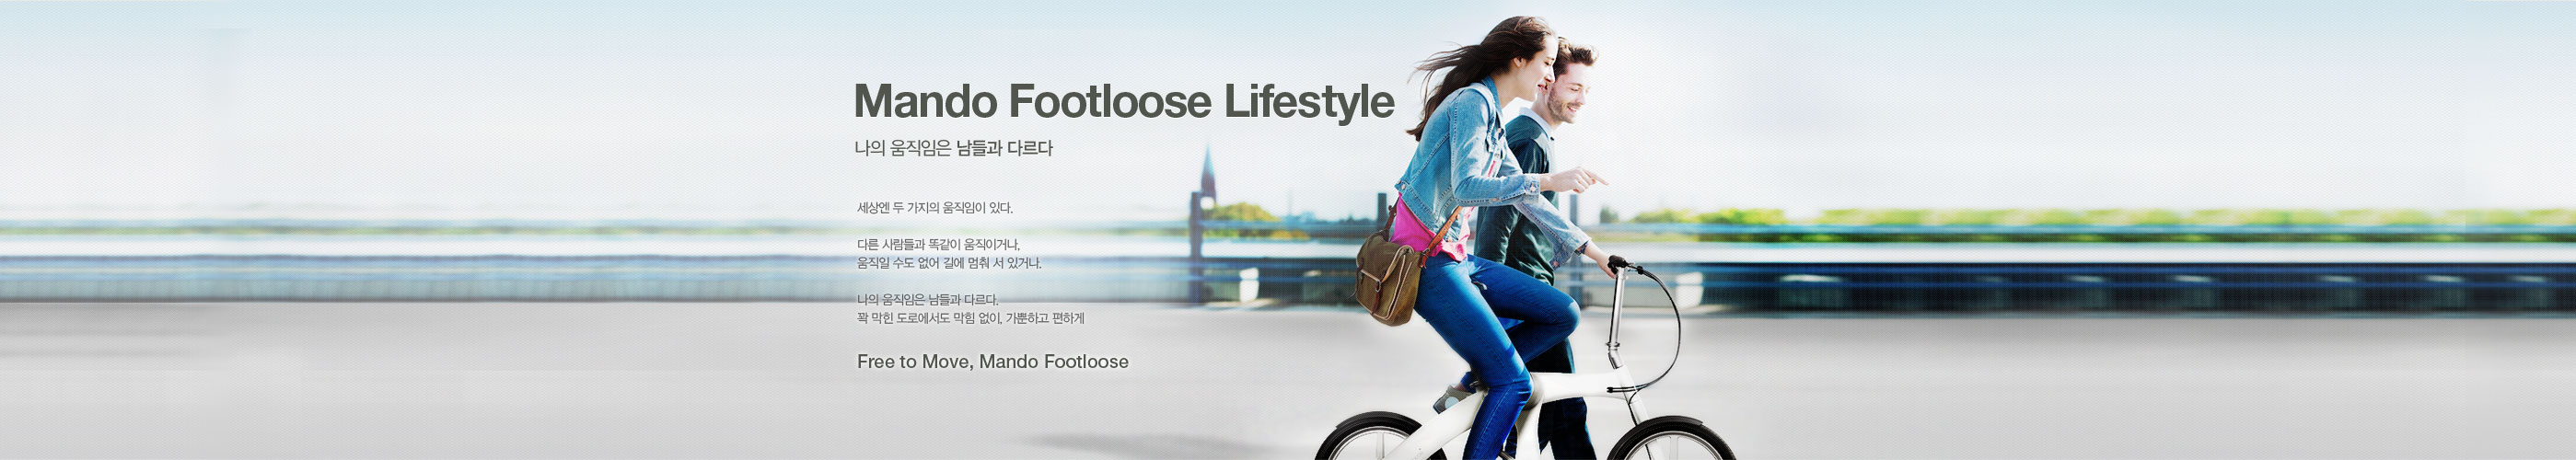 Mando Footloose Lifestyle
나의 움직임은 남들과 다르다
세상엔 두 가지의 움직임이 있다.
다른 사람들과 똑같이 움직이거나,
움직일 수도 없어 길에 멈춰 서 있거나.
나의 움직임은 남들과 다르다.
꽉 막힌 도로에서도 막힘 없이, 가뿐하고 편하게
Free to Move, Mando Footloose